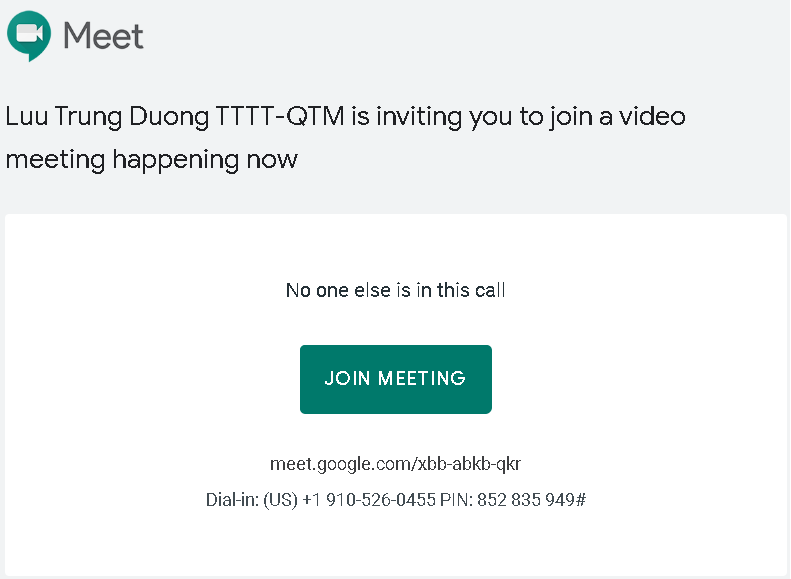 Meet
Luu Trung Duong TTTT-QTM is inviting you to join a video
meeting happening now
No one else is in this call
JOIN MEETING
meet.google.com/xbb-abkb-qkr
Dial-in: (US) +1 910-526-0455 PIN: 852 835 949#